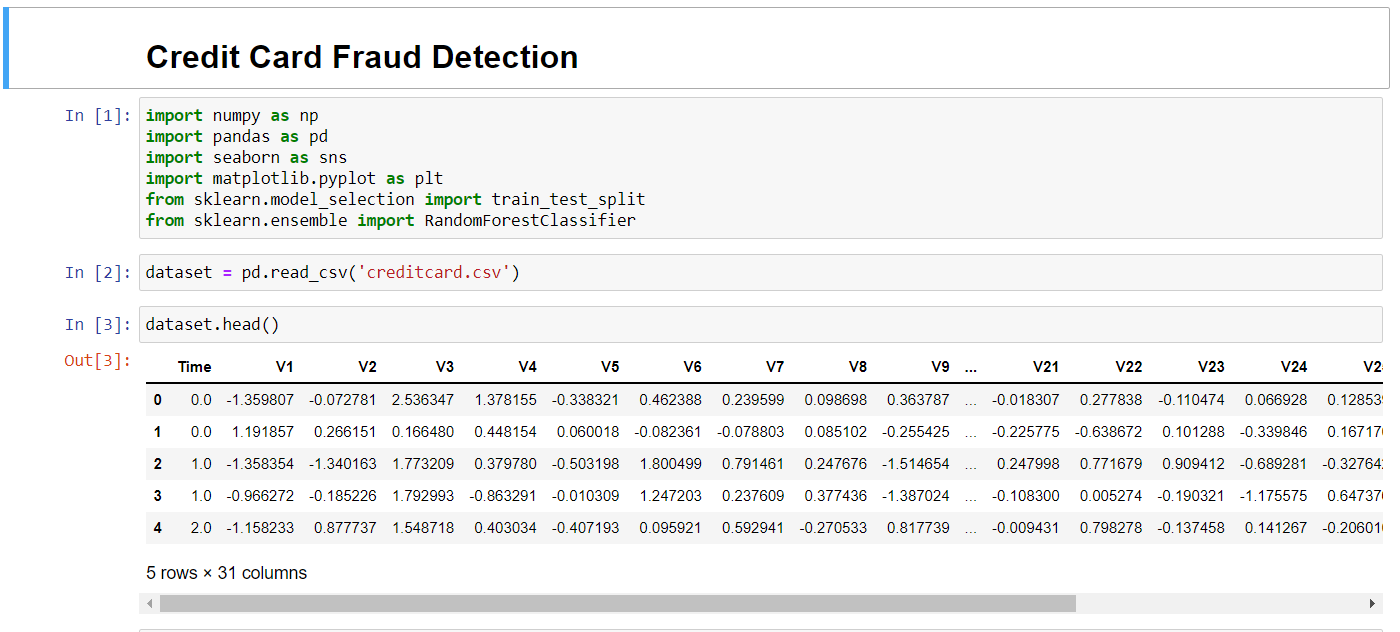 Credit Card Fraud Detection
In [1]: import numpy as np
import pandas as pd
import seaborn as sns
import matplotlib.pyplot as plt
from sklearn.model_selection import train_test_split
from sklearn.ensemble import RandomForestClassifier
In [2]: dataset = pd.read_csv('creditcard.csv')
In [3]: dataset.head()
Out[3]:
Time V1 V2 V3 V4 V5 V6 V7 V8 V9 ... V21 V22 V23 V24
0 0.0 -1.359807 -0.072781 2.536347 1.378155 -0.338321 0.462388 0.239599 0.098698 0.363787 ... -0.018307 0.277838 -0.110474 0.066928 0.12853
1 0.0 1.191857 0.266151 0.166480 0.448154 0.060018 -0.082361 -0.078803 0.085102 -0.255425 ... -0.225775 -0.638672 0.101288 -0.339846 0.16717
2 1.0 -1.358354 -1.340163 1.773209 0.379780 -0.503198 1.800499 0.791461 0.247676 -1.514654 ... 0.247998 0.771679 0.909412 -0.689281 -0.32764
3 1.0 -0.966272 -0.185226 1.792993 -0.863291 -0.010309 1.247203 0.237609 0.377436 -1.387024 ... -0.108300 0.005274 -0.190321 -1.175575 0.64737
4 2.0 -1.158233 0.877737 1.548718 0.403034 -0.407193 0.095921 0.592941 -0.270533 0.817739 ... -0.009431 0.798278 -0.137458 0.141267 -0.20601
5 rows × 31 columns